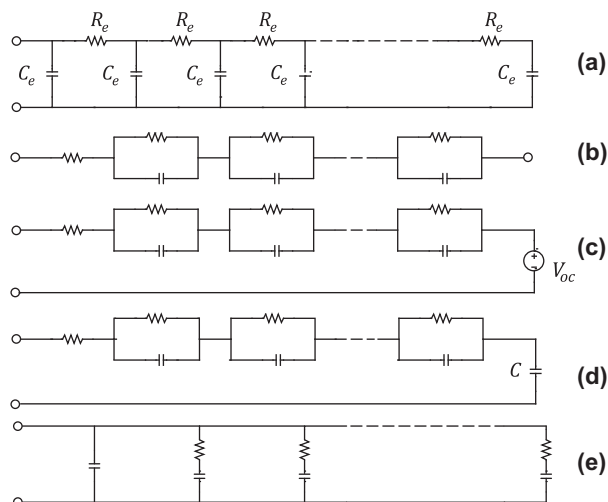 R_e R_e R_e R_e
C_e C_e C_e C_e C_e
(a)
(b)
(c)
V_oc
C
(d)
(e)